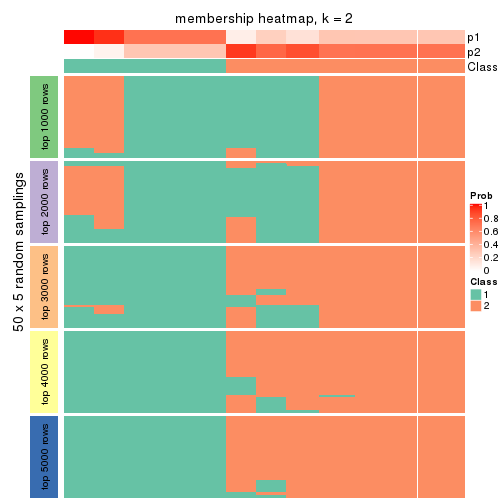 membership heatmap, k = 2
p1
p2
Class
50 x 5 random samplings
top 1000 rows
top 2000 rows
top 3000 rows
top 4000 rows
top 5000 rows
Prob
1
0.8
0.6
0.4
0.2
0
Class
1
2